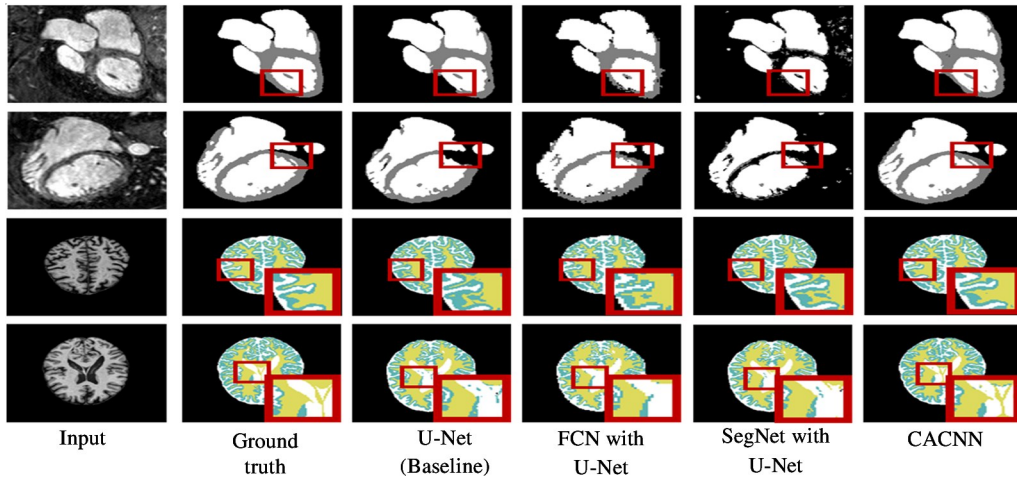 Input
Ground
truth
U-Net
(Baseline)
FCN with
U-Net
SegNet with
U-Net
CACNN